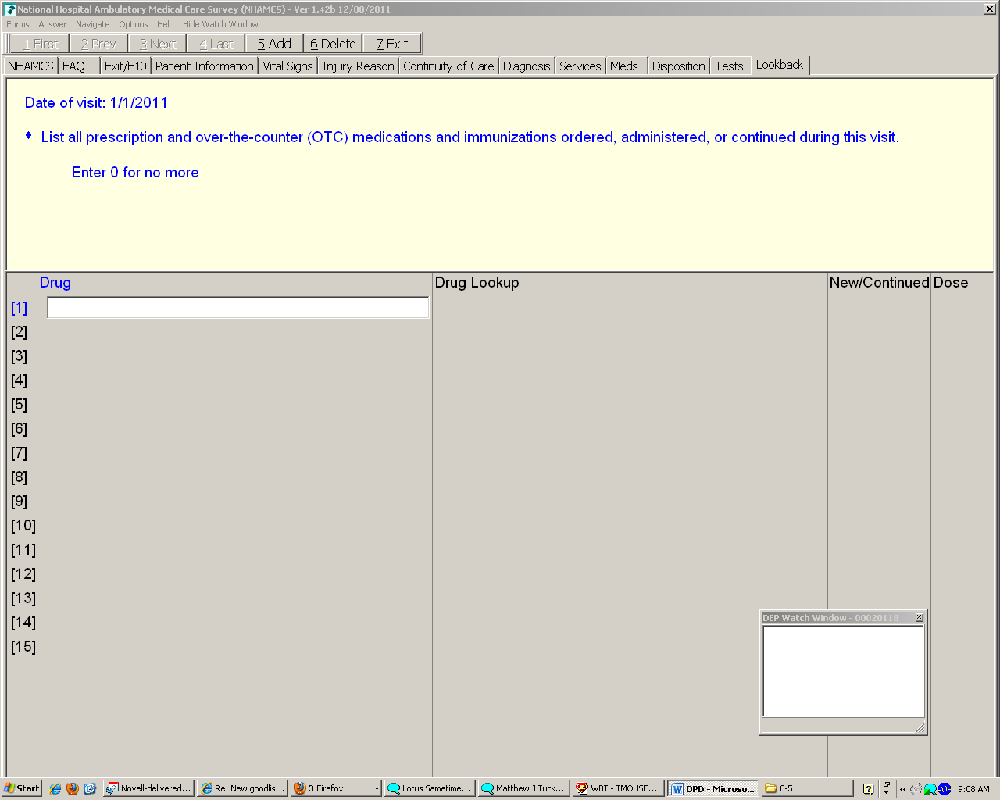 National Hospital Ambulatory Medical Care Survey (NHAMCS) - Ver 1.42b 12/08/2011
Forms Answer Navigate Options Help Hide Watch Window
1 First 2 Prev 3 Next 4 Last 5 Add 6 Delete 7 Exit
NHAMCS FAQ Exit/F10 Patient Information Vital Signs Injury Reason Continuity of Care Diagnosis Services Meds Disposition Tests Lookback
Date of visit: 1/1/2011
♦ List all prescription and over-the-counter (OTC) medications and immunizations ordered, administered, or continued during this visit.
Enter 0 for no more
Drug Drug Lookup New/Continued Dose
[1]
[2]
[3]
[4]
[5]
[6]
[7]
[8]
[9]
[10]
[11]
[12]
[13]
[14]
[15]
DEP Watch Window - 00020110
Start Novell-delivered... Re: New goodlis... 3 Firefox Lotus Sametime... Matthew J Tuck... WBT - TMOUSE... OPD - Microso... 8-5 « 9:08 AM